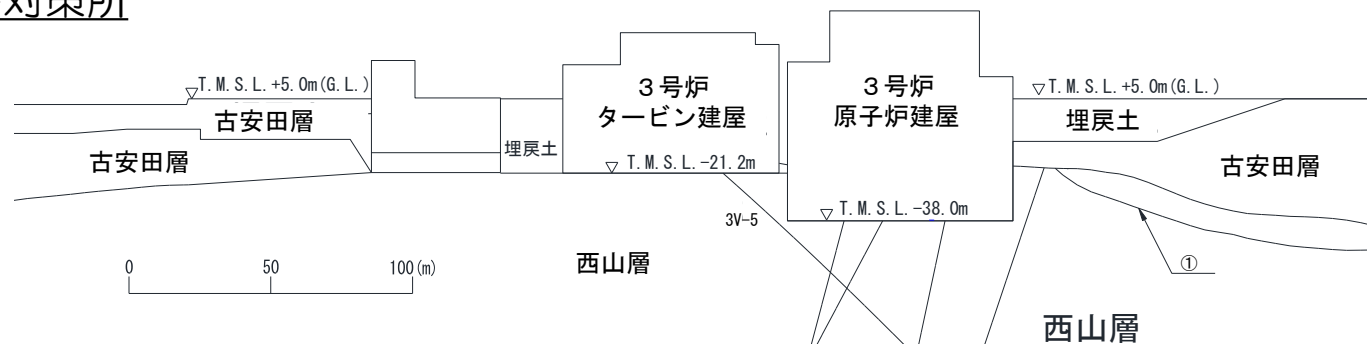 対策所
T.M.S.L.+5.0m(G.L.)
3号炉
タービン建屋
3号炉
原子炉建屋
T.M.S.L.+5.0m(G.L.)
古安田層
埋戻土
埋戻土
古安田層
T.M.S.L.-21.2m
古安田層
T.M.S.L.-38.0m
3V-5
0 50 100(m)
西山層
①
西山層